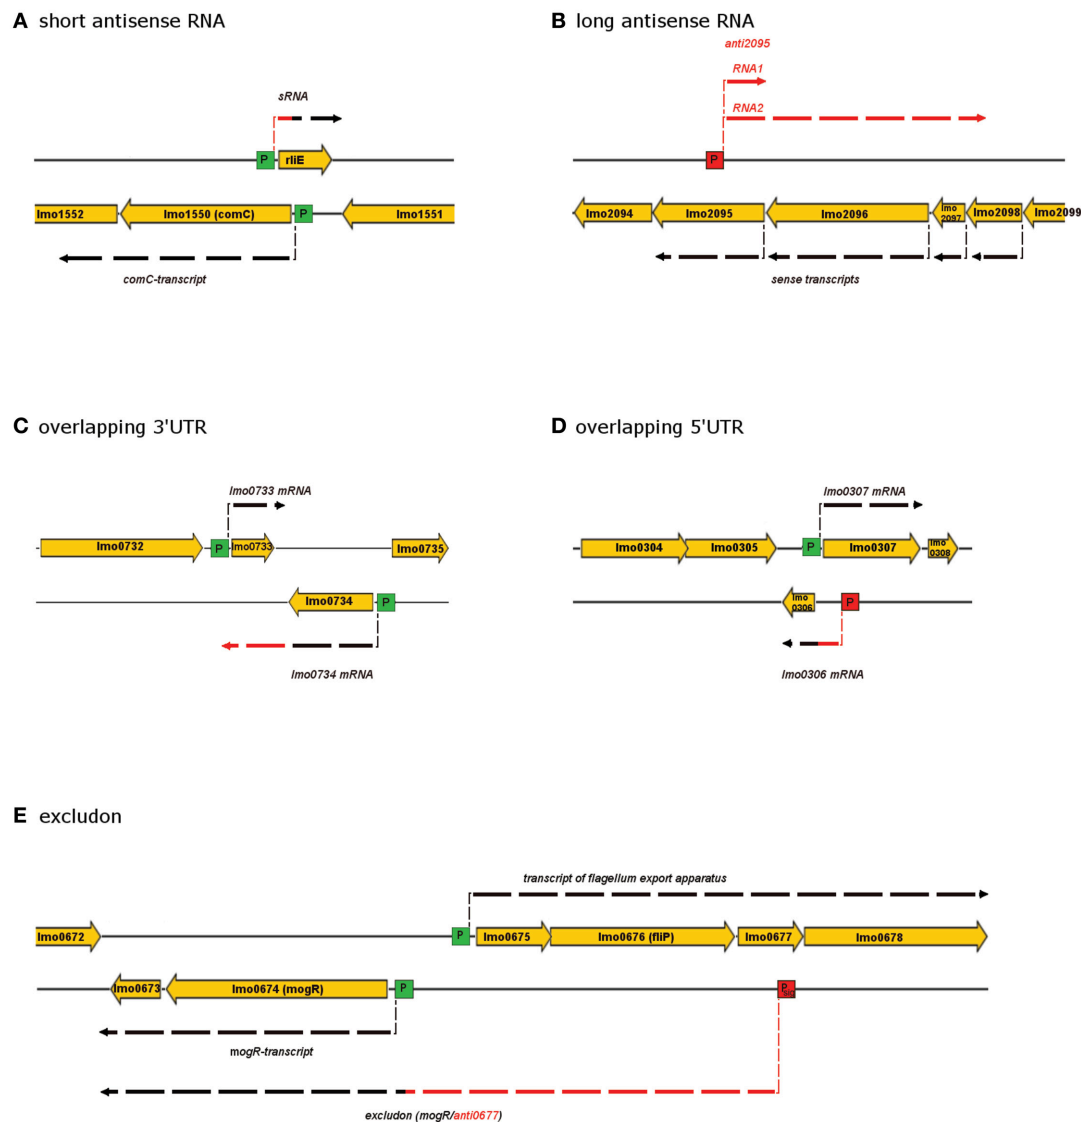 A short antisense RNA
sRNA
P
rliE
lmo1552
lmo1550 (comC)
P
lmo1551
comC-transcript
B long antisense RNA
anti2095
RNA1
RNA2
P
lmo2094
lmo2095
lmo2096
lmo
2097
lmo2098
lmo2099
sense transcripts
C overlapping 3'UTR
lmo0733 mRNA
lmo0732
P
lmo0733
lmo0735
lmo0734
P
lmo0734 mRNA
D overlapping 5'UTR
lmo0307 mRNA
lmo0304
lmo0305
P
lmo0307
lmo
0308
lmo
0306
P
lmo0306 mRNA
E excludon
transcript of flagellum export apparatus
lmo0672
P
lmo0675
lmo0676 (fliP)
lmo0677
lmo0678
lmo0673
lmo0674 (mogR)
P
P
mogR-transcript
excludon (mogR/anti0677)